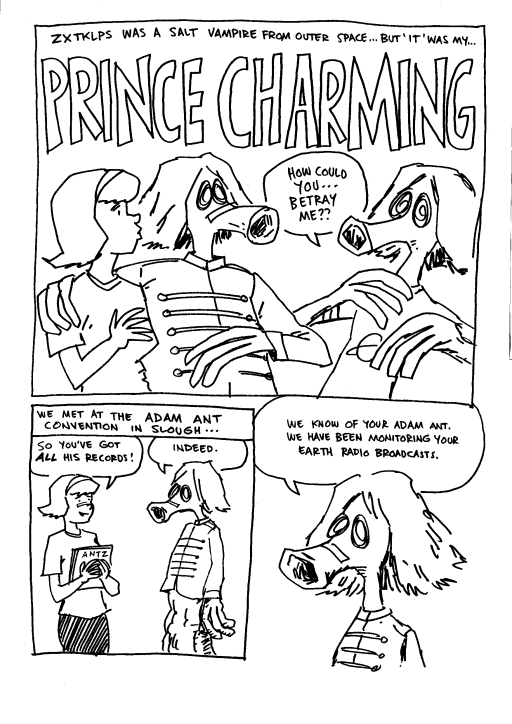 ZXTKLPS WAS A SALT VAMPIRE FROM OUTER SPACE... BUT 'IT' WAS MY...
PRINCE CHARMING
HOW COULD
YOU...
BETRAY
ME??
WE MET AT THE ADAM ANT
CONVENTION IN SLOUGH...
SO YOU'VE GOT
ALL HIS RECORDS!
INDEED.
ANTZ
WE KNOW OF YOUR ADAM ANT.
WE HAVE BEEN MONITORING YOUR
EARTH RADIO BROADCASTS.